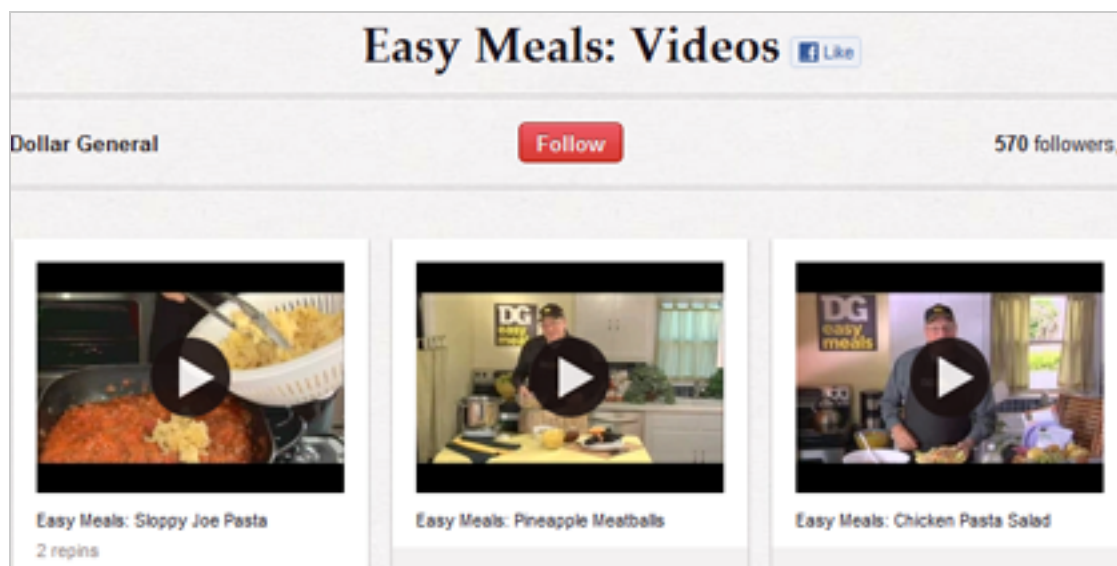 Easy Meals: Videos
Like
Dollar General
Follow
570 followers,
DG
easy
meals
DG
easy
meals
Easy Meals: Sloppy Joe Pasta
Easy Meals: Pineapple Meatballs
Easy Meals: Chicken Pasta Salad
2 repins